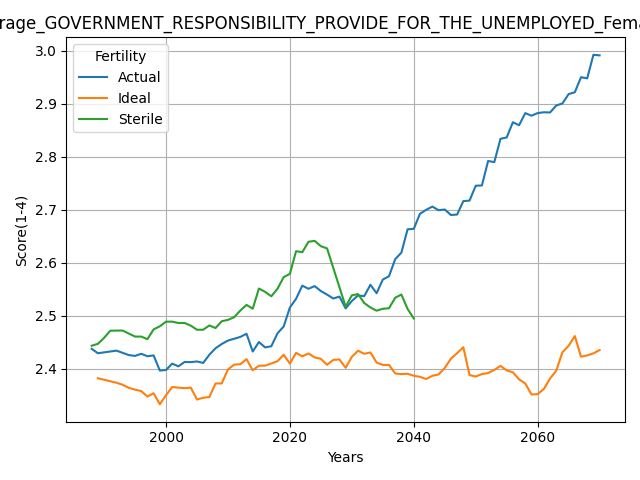 rage_GOVERNMENT_RESPONSIBILITY_PROVIDE_FOR_THE_UNEMPLOYED_Fema
Fertility
Actual
Ideal
Sterile
3.0
2.9
2.8
2.7
2.6
2.5
2.4
Score(1-4)
2000
2020
2040
2060
Years